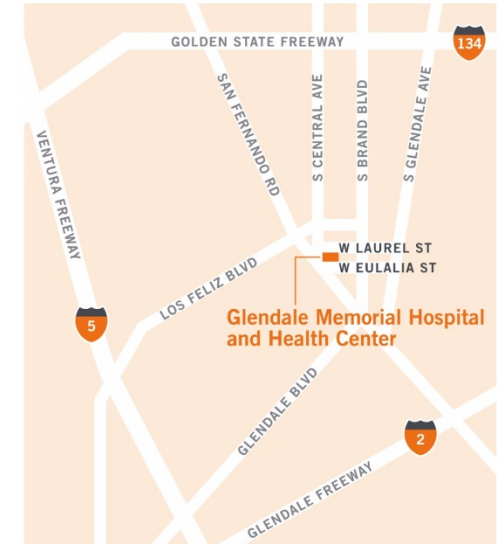 GOLDEN STATE FREEWAY
134
SAN FERNANDO RD
S CENTRAL AVE
S BRAND BLVD
S GLENDALE AVE
VENTURA FREEWAY
W LAUREL ST
W EULALIA ST
LOS FELIZ BLVD
5
Glendale Memorial Hospital
and Health Center
GLENDALE BLVD
2
GLENDALE FREEWAY